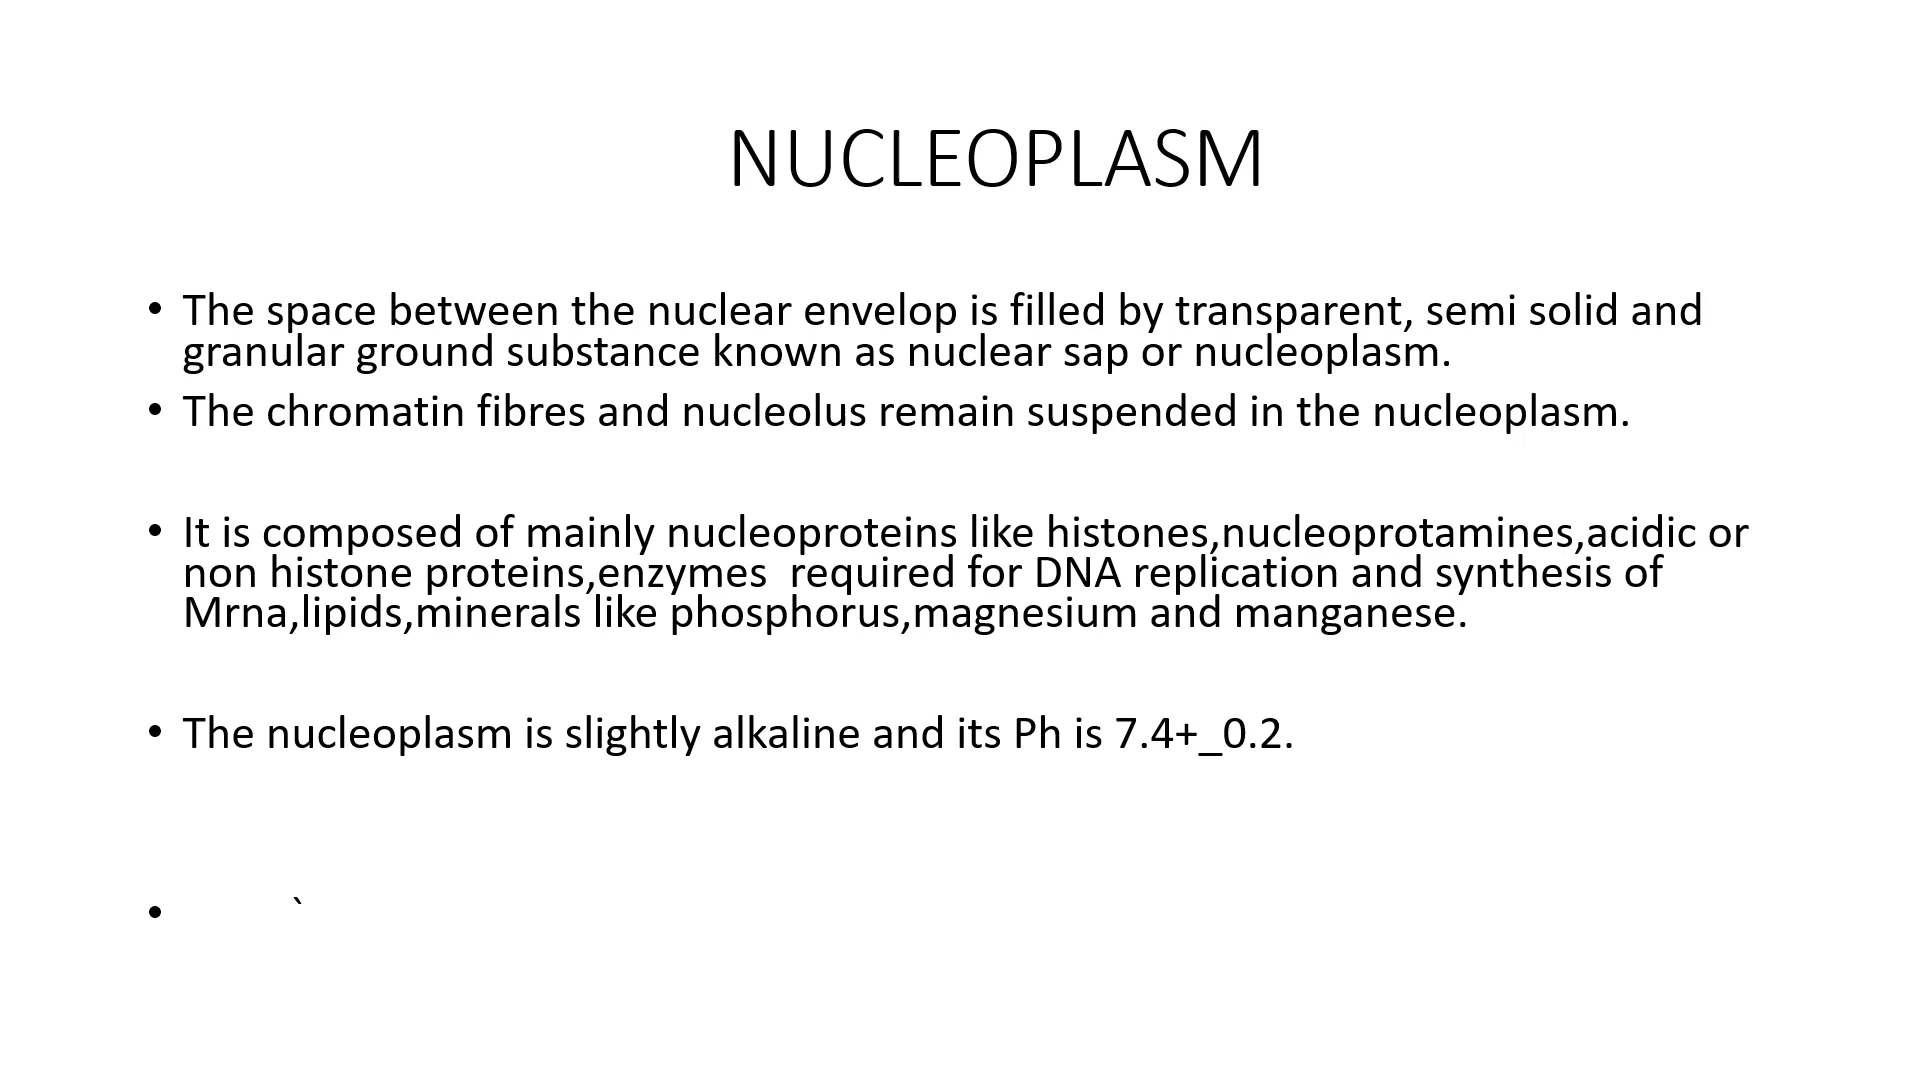 NUCLEOPLASM
• The space between the nuclear envelop is filled by transparent, semi solid and
granular ground substance known as nuclear sap or nucleoplasm.
• The chromatin fibres and nucleolus remain suspended in the nucleoplasm.
• It is composed of mainly nucleoproteins like histones,nucleoprotamines,acidic or
non histone proteins,enzymes  required for DNA replication and synthesis of
Mrna,lipids,minerals like phosphorus,magnesium and manganese.
• The nucleoplasm is slightly alkaline and its Ph is 7.4+_0.2.
• `